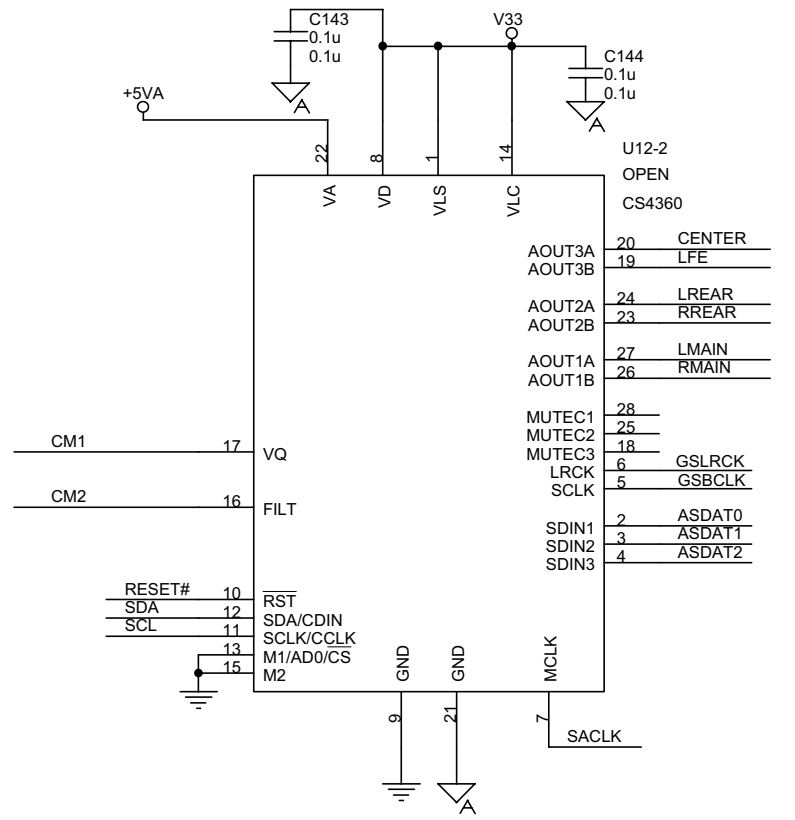 C143
0.1u
0.1u
V33
C144
0.1u
0.1u
A
A
+5VA
U12-2
OPEN
CS4360
22
8
1
14
VA
VD
VLS
VLC
AOUT3A 20 CENTER
AOUT3B 19 LFE
AOUT2A 24 LREAR
AOUT2B 23 RREAR
AOUT1A 27 LMAIN
AOUT1B 26 RMAIN
MUTEC1 28
MUTEC2 25
MUTEC3 18
LRCK 6 GSLRCK
SCLK 5 GSBCLK
SDIN1 2 ASDAT0
SDIN2 3 ASDAT1
SDIN3 4 ASDAT2
CM1 17 VQ
CM2 16 FILT
RESET# 10 RST
SDA 12 SDA/CDIN
SCL 11 SCLK/CCLK
13 M1/AD0/CS
15 M2
GND
GND
MCLK
9
21
7
SACLK
A